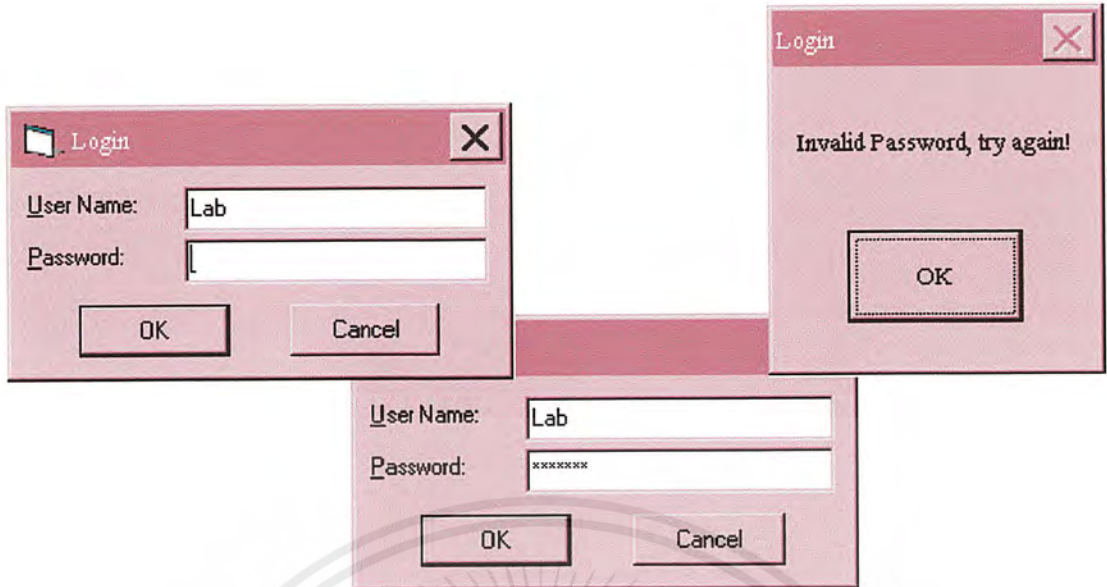 Login
User Name: Lab
Password:
OK Cancel
Login
Invalid Password, try again!
OK
User Name: Lab
Password: *******
OK Cancel